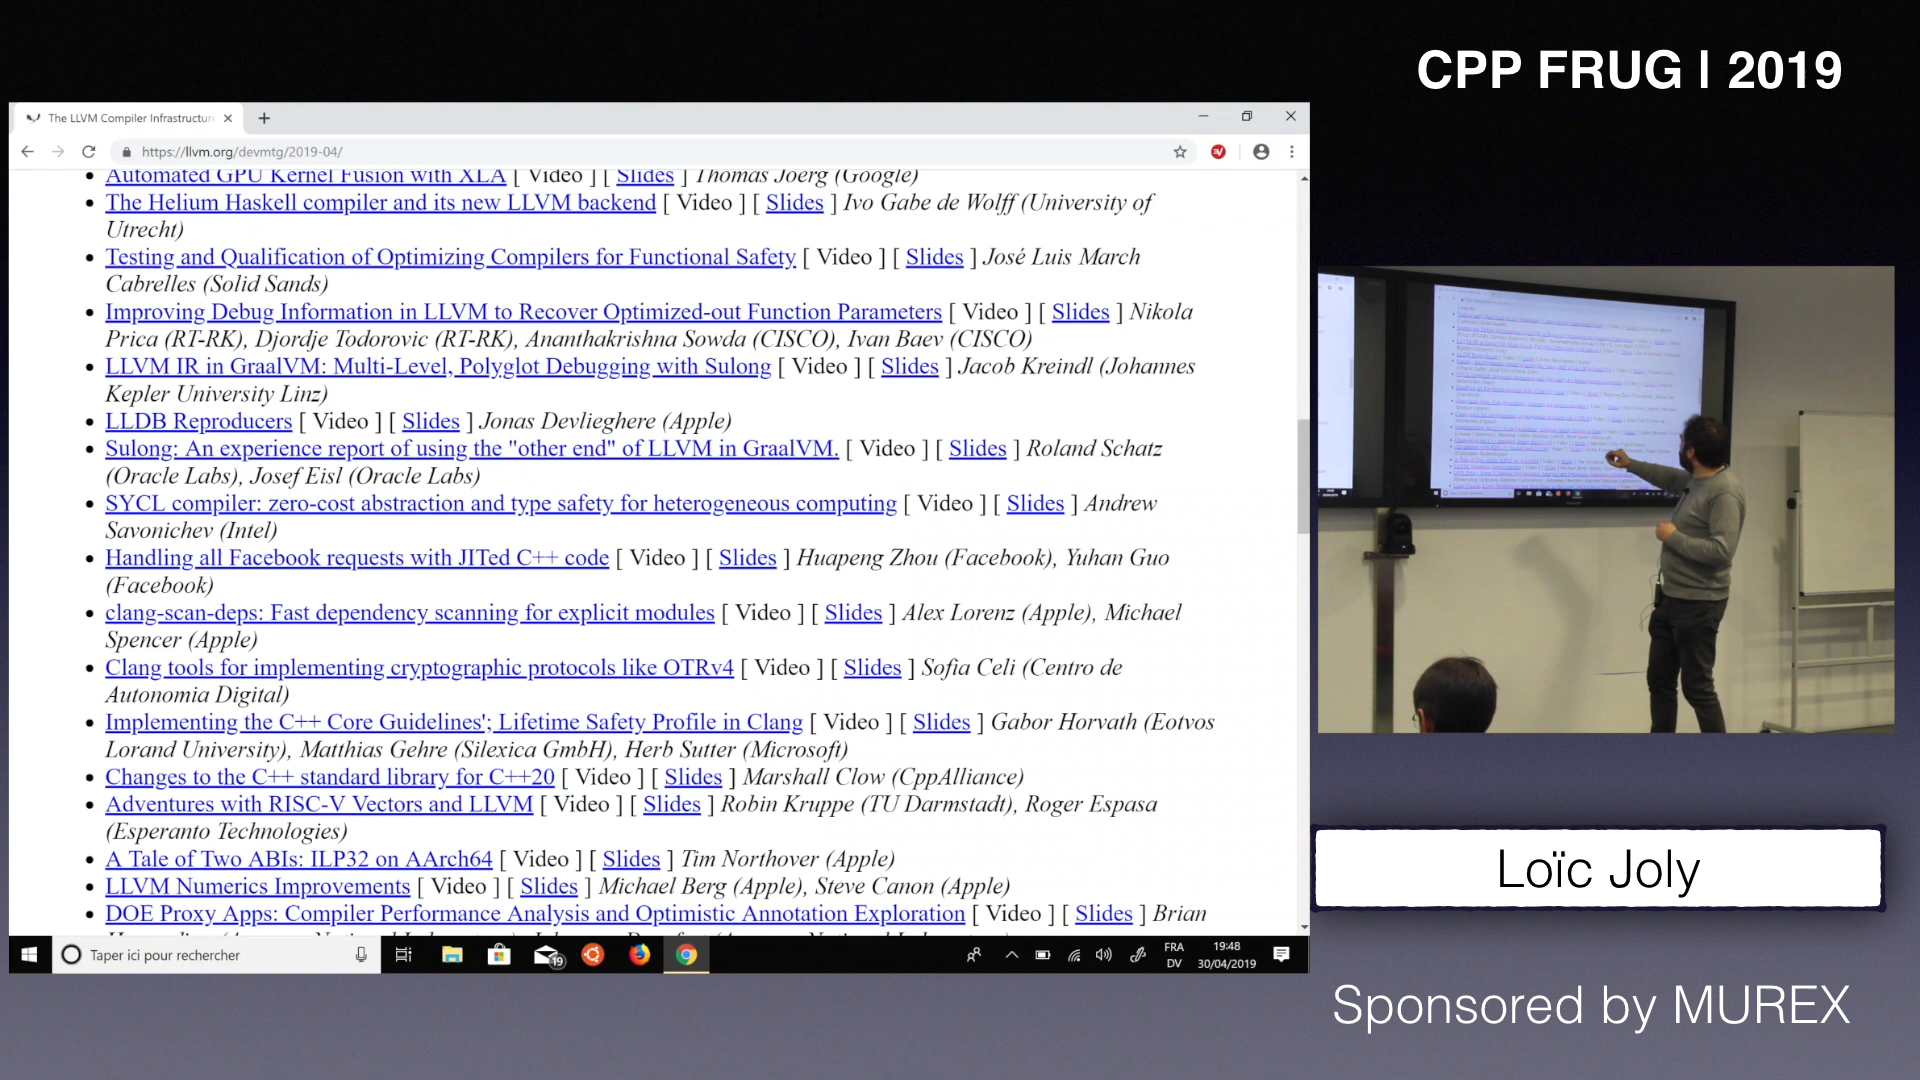 CPP FRUG | 2019
The LLVM Compiler Infrastructur
https://llvm.org/devmtg/2019-04/
Automated GPU Kernel Fusion with XLA [ Video ] [ Slides ] Thomas Joerg (Google)
The Helium Haskell compiler and its new LLVM backend [ Video ] [ Slides ] Ivo Gabe de Wolff (University of
Utrecht)
Testing and Qualification of Optimizing Compilers for Functional Safety [ Video ] [ Slides ] José Luis March
Cabrelles (Solid Sands)
Improving Debug Information in LLVM to Recover Optimized-out Function Parameters [ Video ] [ Slides ] Nikola
Prica (RT-RK), Djordje Todorovic (RT-RK), Ananthakrishna Sowda (CISCO), Ivan Baev (CISCO)
LLVM IR in GraalVM: Multi-Level, Polyglot Debugging with Sulong [ Video ] [ Slides ] Jacob Kreindl (Johannes
Kepler University Linz)
LLDB Reproducers [ Video ] [ Slides ] Jonas Devlieghere (Apple)
Sulong: An experience report of using the "other end" of LLVM in GraalVM. [ Video ] [ Slides ] Roland Schatz
(Oracle Labs), Josef Eisl (Oracle Labs)
SYCL compiler: zero-cost abstraction and type safety for heterogeneous computing [ Video ] [ Slides ] Andrew
Savonichev (Intel)
Handling all Facebook requests with JITed C++ code [ Video ] [ Slides ] Huapeng Zhou (Facebook), Yuhan Guo
(Facebook)
clang-scan-deps: Fast dependency scanning for explicit modules [ Video ] [ Slides ] Alex Lorenz (Apple), Michael
Spencer (Apple)
Clang tools for implementing cryptographic protocols like OTRv4 [ Video ] [ Slides ] Sofia Celi (Centro de
Autonomia Digital)
Implementing the C++ Core Guidelines'; Lifetime Safety Profile in Clang [ Video ] [ Slides ] Gabor Horvath (Eotvos
Lorand University), Matthias Gehre (Silexica GmbH), Herb Sutter (Microsoft)
Changes to the C++ standard library for C++20 [ Video ] [ Slides ] Marshall Clow (CppAlliance)
Adventures with RISC-V Vectors and LLVM [ Video ] [ Slides ] Robin Kruppe (TU Darmstadt), Roger Espasa
(Esperanto Technologies)
A Tale of Two ABIs: ILP32 on AArch64 [ Video ] [ Slides ] Tim Northover (Apple)
LLVM Numerics Improvements [ Video ] [ Slides ] Michael Berg (Apple), Steve Canon (Apple)
DOE Proxy Apps: Compiler Performance Analysis and Optimistic Annotation Exploration [ Video ] [ Slides ] Brian
Taper ici pour rechercher
19
FRA
DV
19:48
30/04/2019
Loïc Joly
Sponsored by MUREX